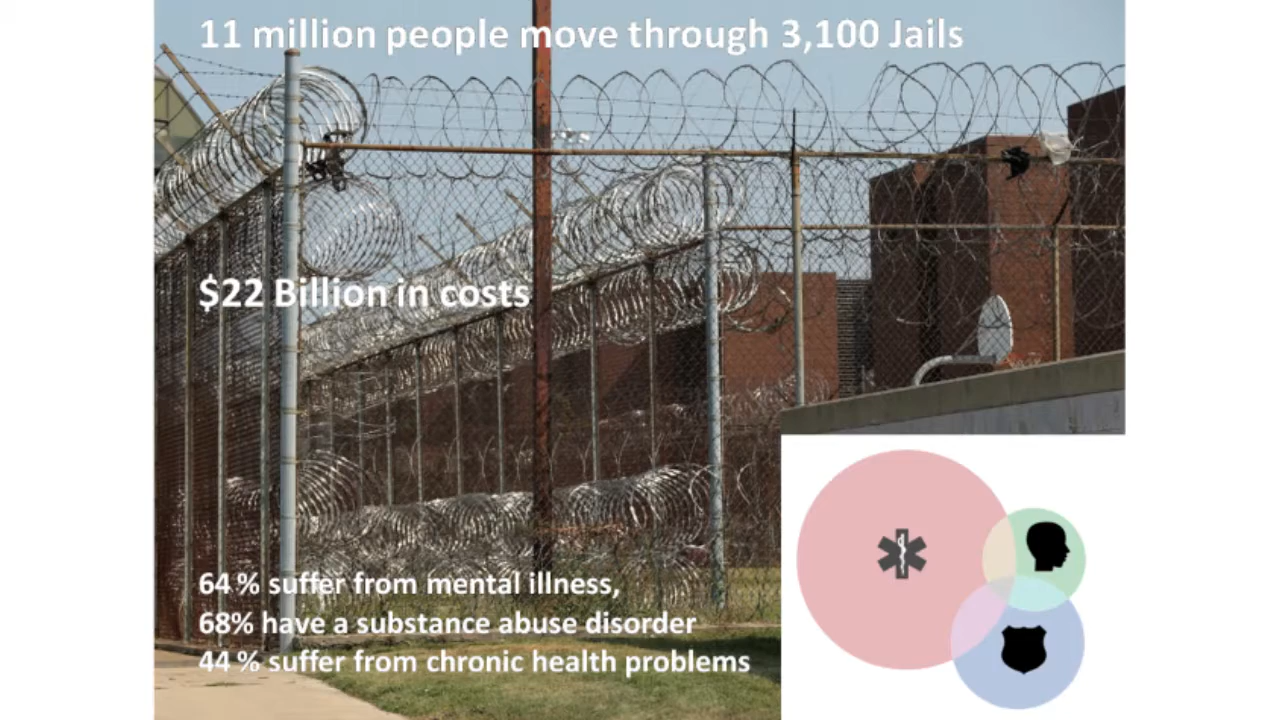 11 million people move through 3,100 Jails
$22 Billion in costs
64 % suffer from mental illness,
68% have a substance abuse disorder
44 % suffer from chronic health problems